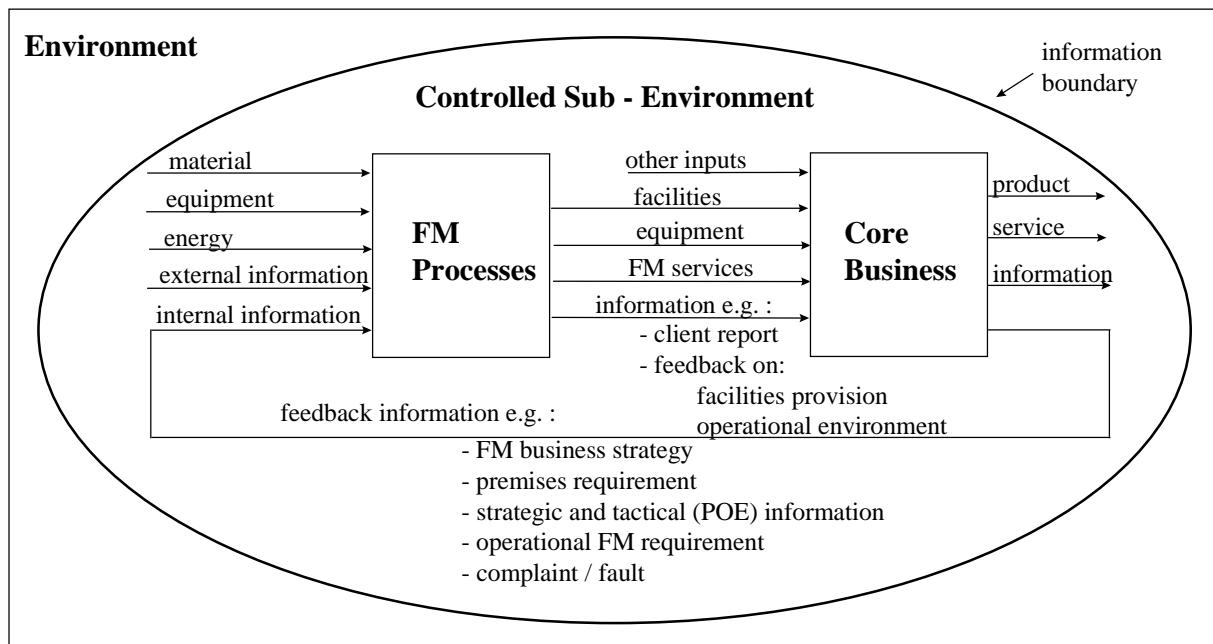 Environment
information
boundary
Controlled Sub - Environment
material
equipment
energy
external information
internal information
FM
Processes
other inputs
facilities
equipment
FM services
information e.g. :
- client report
- feedback on:
facilities provision
operational environment
Core
Business
product
service
information
feedback information e.g. :
- FM business strategy
- premises requirement
- strategic and tactical (POE) information
- operational FM requirement
- complaint / fault